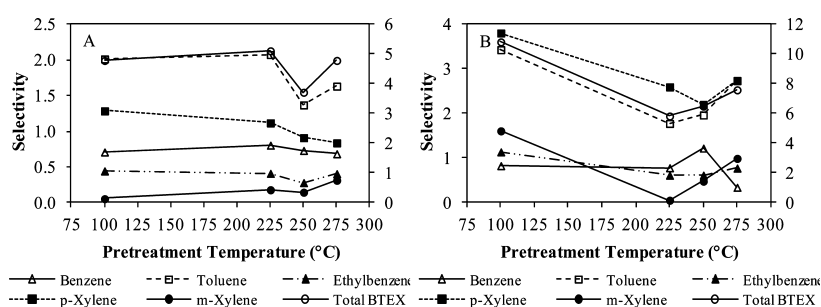 A
2.5
2.0
1.5
1.0
0.5
0.0
6
5
4
3
2
1
0
Selectivity
75 100 125 150 175 200 225 250 275 300
Pretreatment Temperature (°C)
Benzene Toluene Ethylbenzene
p-Xylene m-Xylene Total BTEX
B
4
3
2
1
0
12
10
8
6
4
2
0
Selectivity
75 100 125 150 175 200 225 250 275 300
Pretreatment Temperature (°C)
Benzene Toluene Ethylbenzene
p-Xylene m-Xylene Total BTEX